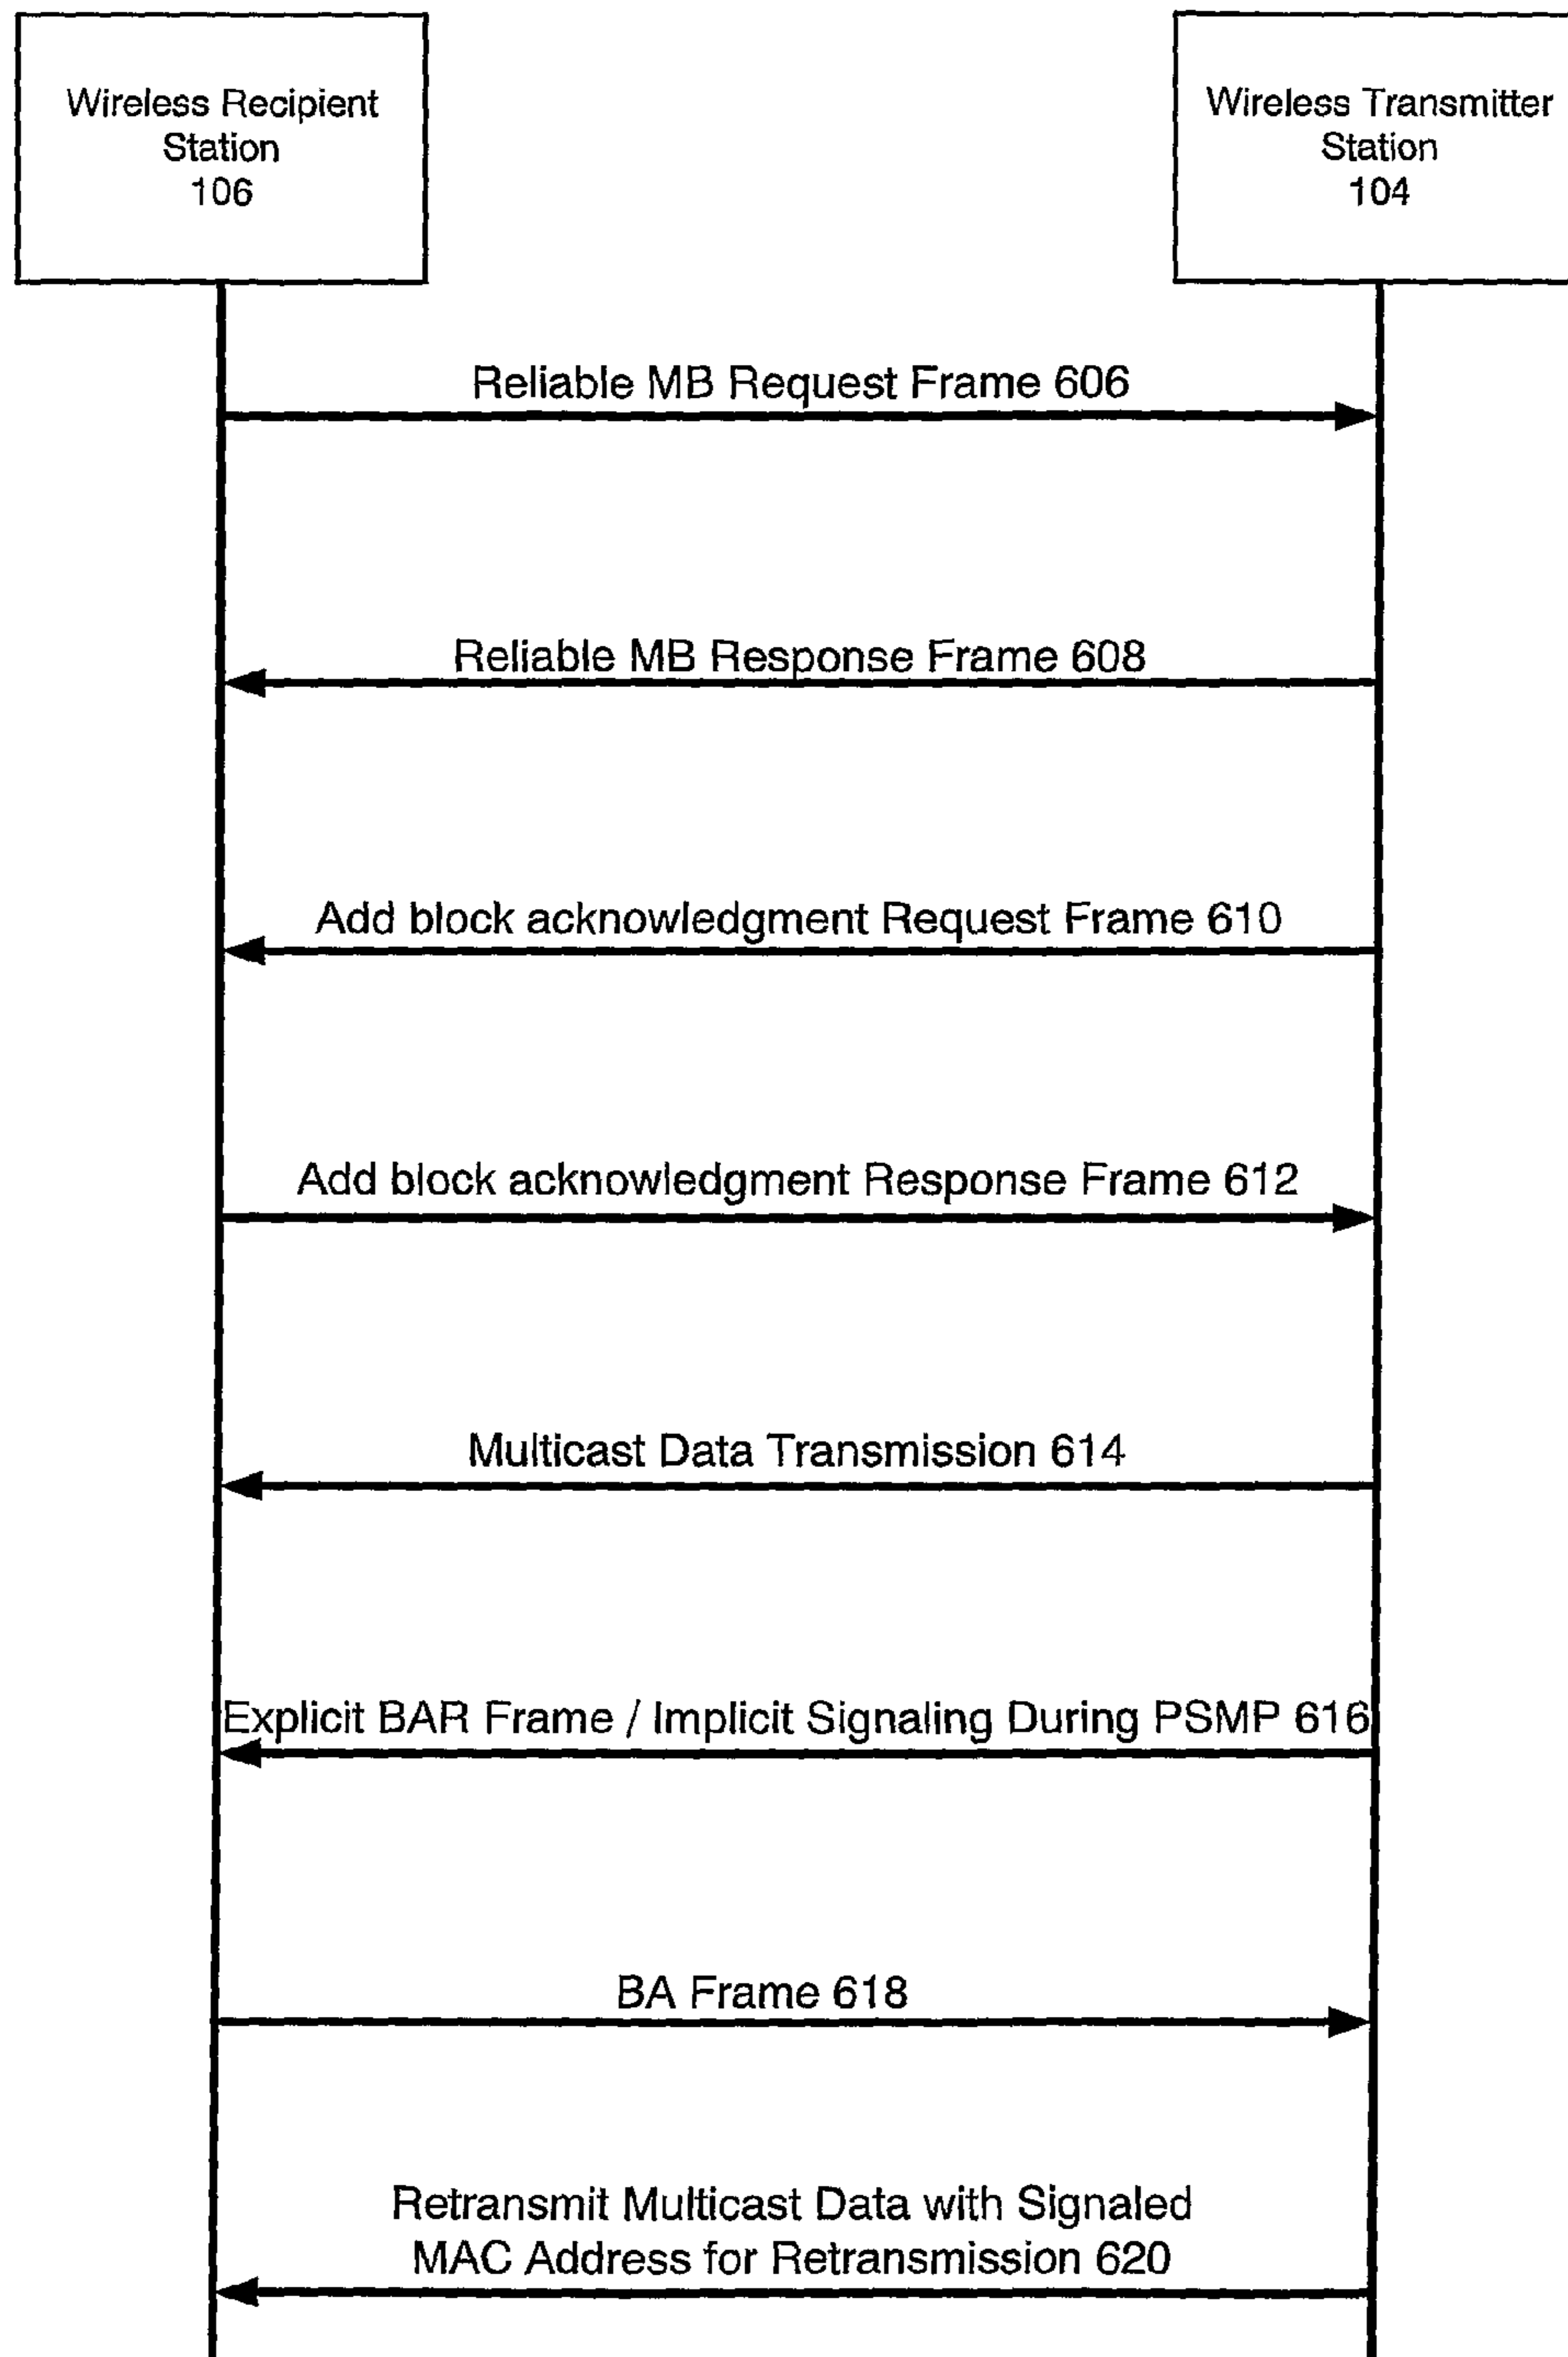 Wireless Recipient
Station
106
Wireless Transmitter
Station
104
Reliable MB Request Frame 606
Reliable MB Response Frame 608
Add block acknowledgment Request Frame 610
Add block acknowledgment Response Frame 612
Multicast Data Transmission 614
Explicit BAR Frame / Implicit Signaling During PSMP 616
BA Frame 618
Retransmit Multicast Data with Signaled
MAC Address for Retransmission 620